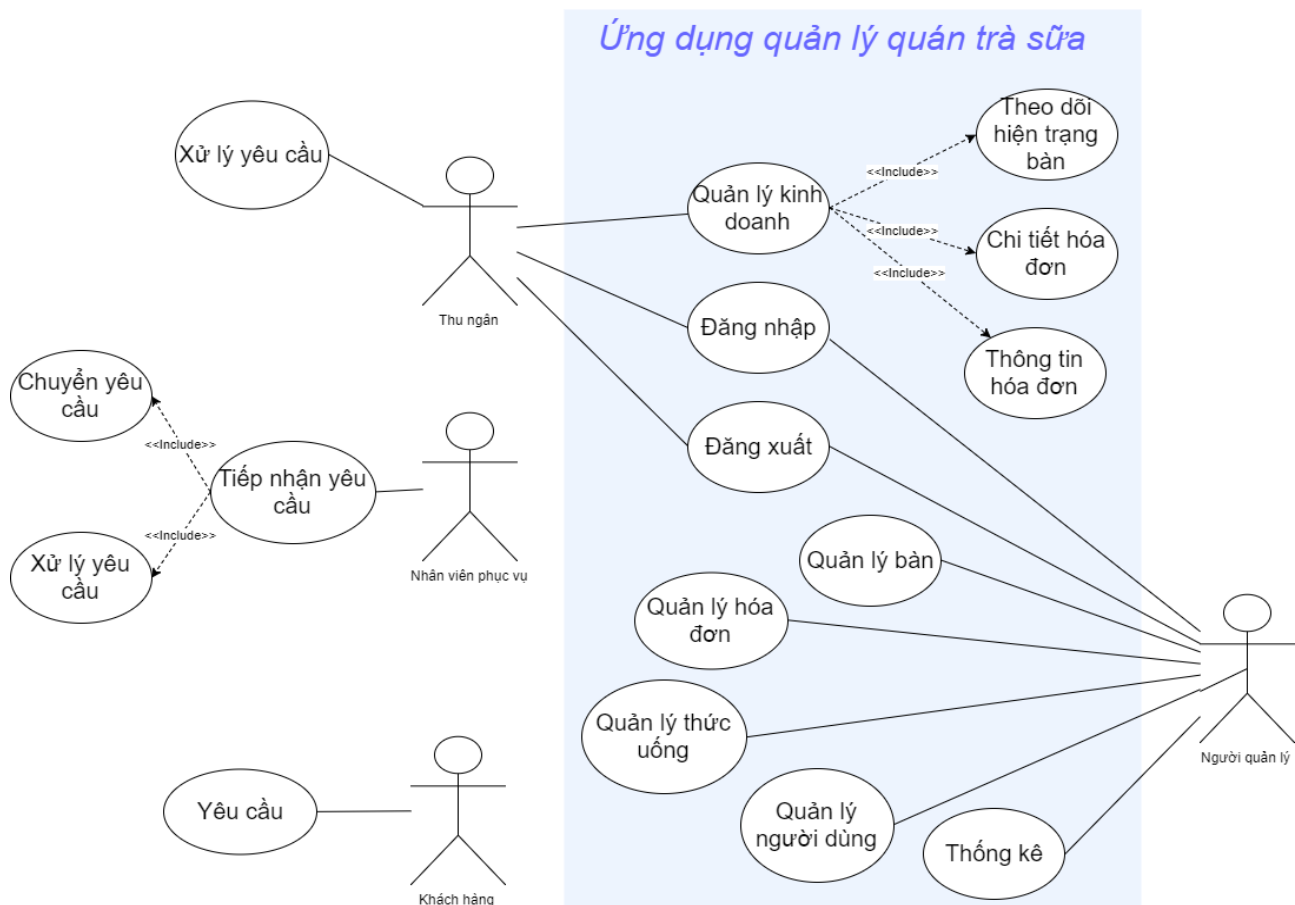 Ứng dụng quản lý quán trà sữa
Xử lý yêu cầu
Thu ngân
Quản lý kinh
doanh
<<Include>>
<<Include>>
<<Include>>
Theo dõi
hiện trạng
bàn
Chi tiết hóa
đơn
Thông tin
hóa đơn
Đăng nhập
Đăng xuất
Chuyển yêu
cầu
<<Include>>
Tiếp nhận yêu
cầu
<<Include>>
Xử lý yêu
cầu
Nhân viên phục vụ
Quản lý bàn
Quản lý hóa
đơn
Quản lý thức
uống
Quản lý
người dùng
Thống kê
Người quản lý
Yêu cầu
Khách hàng